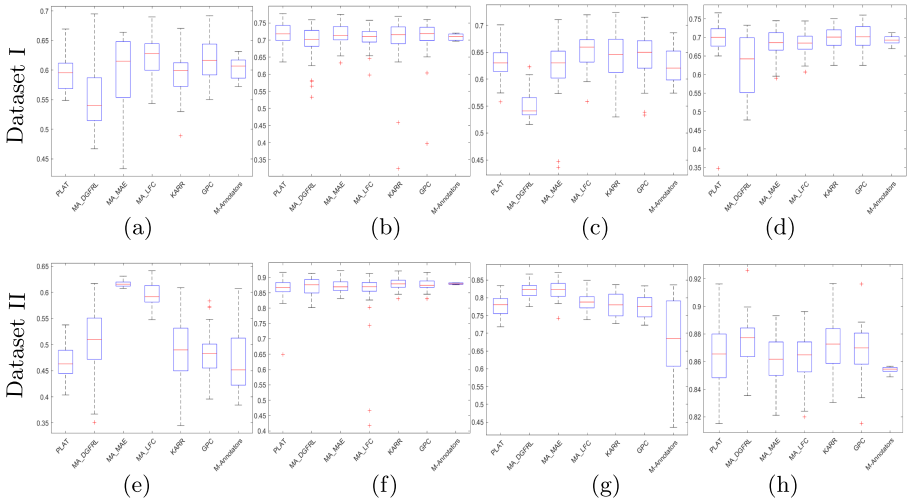 Dataset I
0.65
0.6
0.55
0.5
0.45
PLAT
MA_DGFRL
MA_MAE
MA_LFC
KARR
GPC
M-Annotators
(a)
0.75
0.7
0.65
0.6
0.55
0.5
0.45
0.4
0.35
PLAT
MA_DGFRL
MA_MAE
MA_LFC
KARR
GPC
M-Annotators
(b)
0.7
0.65
0.6
0.55
0.5
0.45
PLAT
MA_DGFRL
MA_MAE
MA_LFC
KARR
GPC
M-Annotators
(c)
0.75
0.7
0.65
0.6
0.55
0.5
0.45
0.4
0.35
PLAT
MA_DGFRL
MA_MAE
MA_LFC
KARR
GPC
M-Annotators
(d)
Dataset II
0.65
0.6
0.55
0.5
0.45
0.4
0.35
PLAT
MA_DGFRL
MA_MAE
MA_LFC
KARR
GPC
M-Annotators
(e)
0.9
0.85
0.8
0.75
0.7
0.65
0.6
0.55
0.5
0.45
0.4
PLAT
MA_DGFRL
MA_MAE
MA_LFC
KARR
GPC
M-Annotators
(f)
0.85
0.8
0.75
0.7
0.65
0.6
0.55
0.5
0.45
PLAT
MA_DGFRL
MA_MAE
MA_LFC
KARR
GPC
M-Annotators
(g)
0.92
0.9
0.88
0.86
0.84
0.82
PLAT
MA_DGFRL
MA_MAE
MA_LFC
KARR
GPC
M-Annotators
(h)